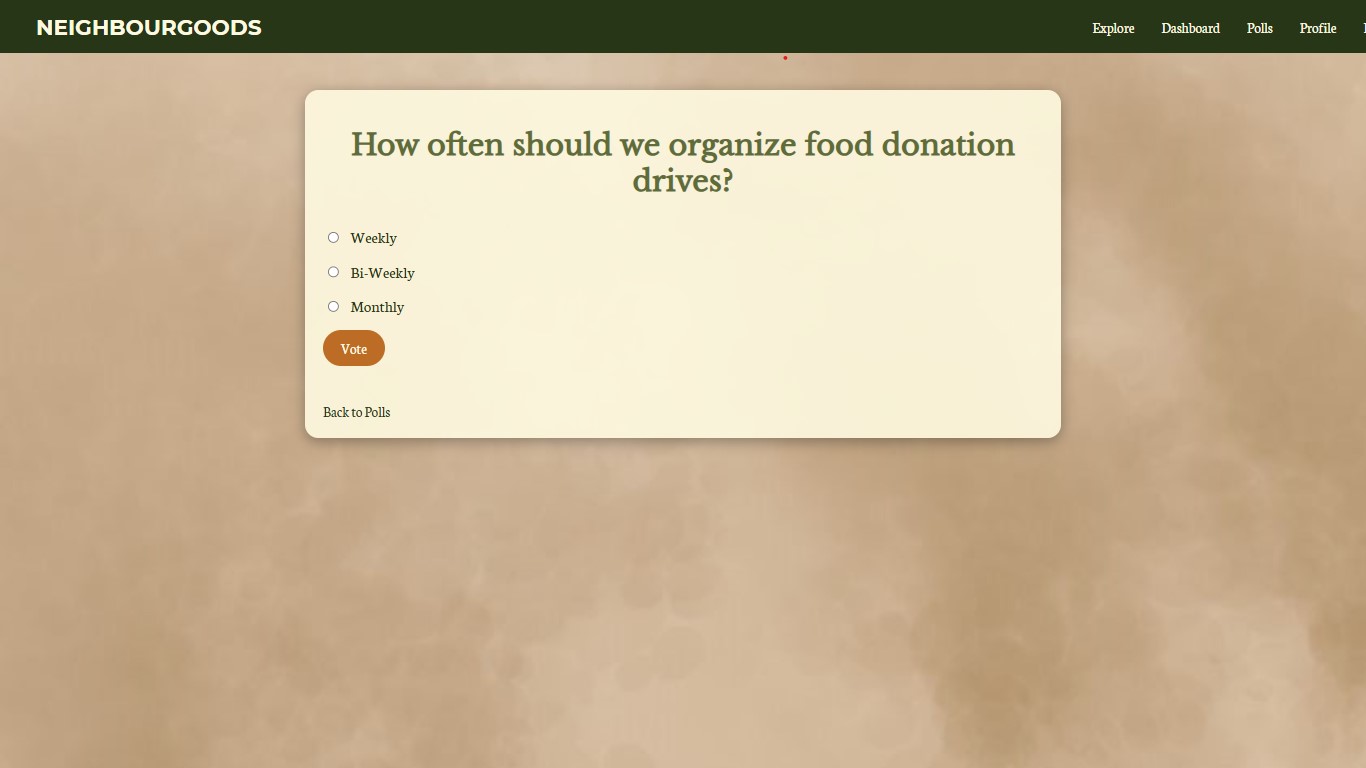 NEIGHBOURGOODS
Explore Dashboard Polls Profile
How often should we organize food donation
drives?
Weekly
Bi-Weekly
Monthly
Vote
Back to Polls